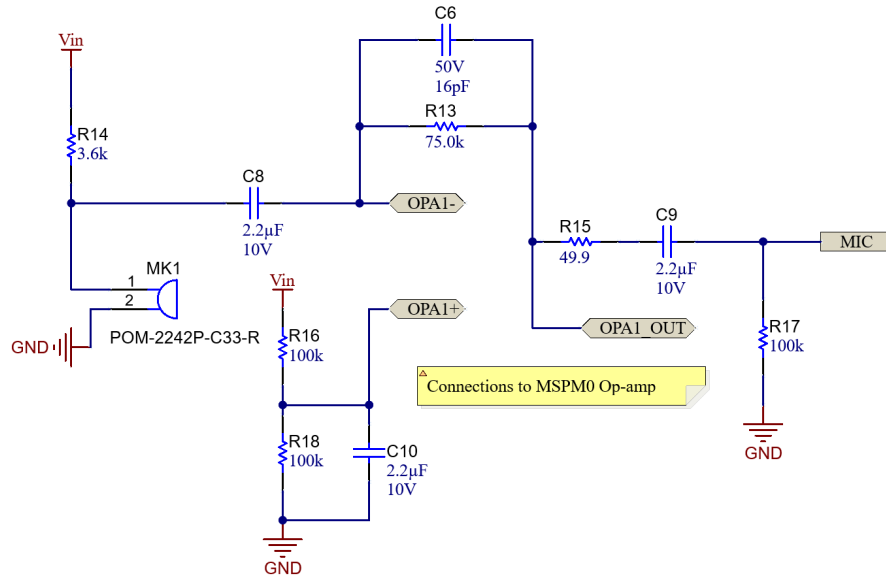 C6
50V
16pF
Vin
R13
75.0k
R14
3.6k
C8
OPA1-
2.2µF
10V
R15
49.9
C9
2.2µF
10V
MIC
MK1
1
2
POM-2242P-C33-R
GND
Vin
OPA1+
R16
100k
OPA1_OUT
R17
100k
Connections to MSPM0 Op-amp
R18
100k
C10
2.2µF
10V
GND
GND